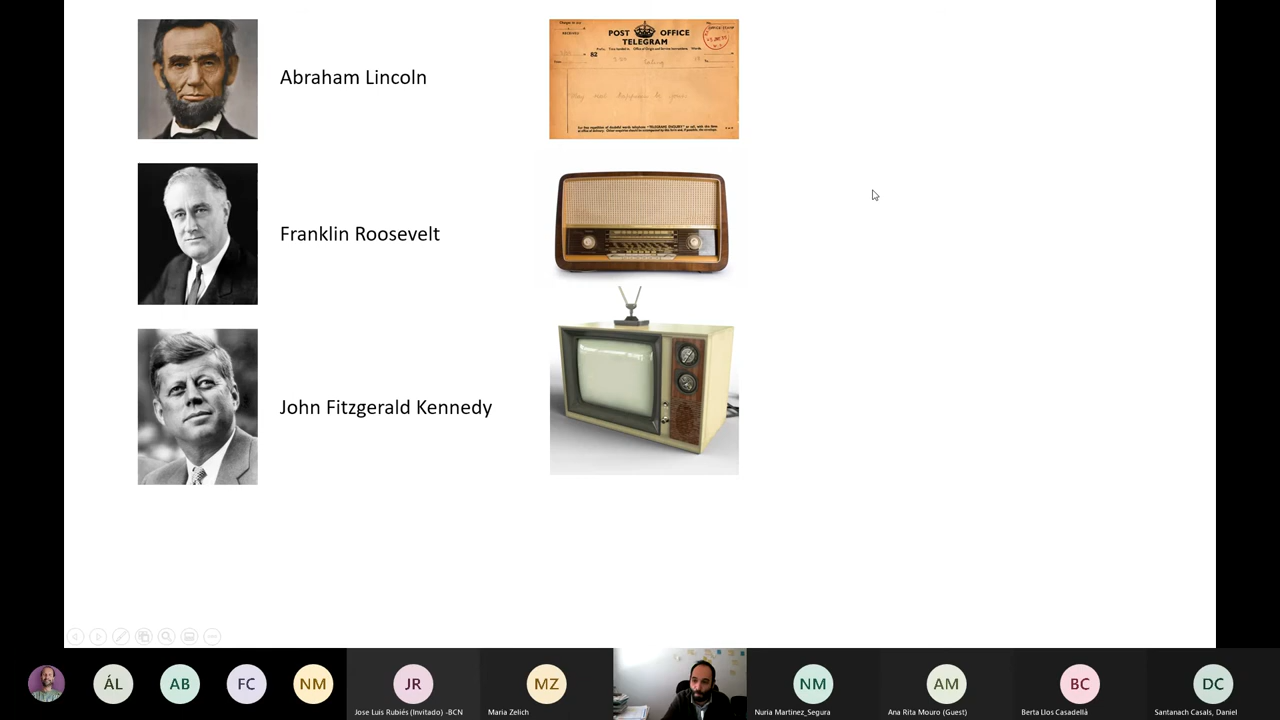 Abraham Lincoln
POST OFFICE
TELEGRAM
RECEIVED
82
Franklin Roosevelt
John Fitzgerald Kennedy
ÁL
AB
FC
NM
JR
MZ
NM
AM
BC
DC
Jose Luis Rubiés (Invitado) -BCN
Maria Zelich
Nuria Martinez_Segura
Ana Rita Mouro (Guest)
Berta Llos Casadellà
Santanach Casals, Daniel